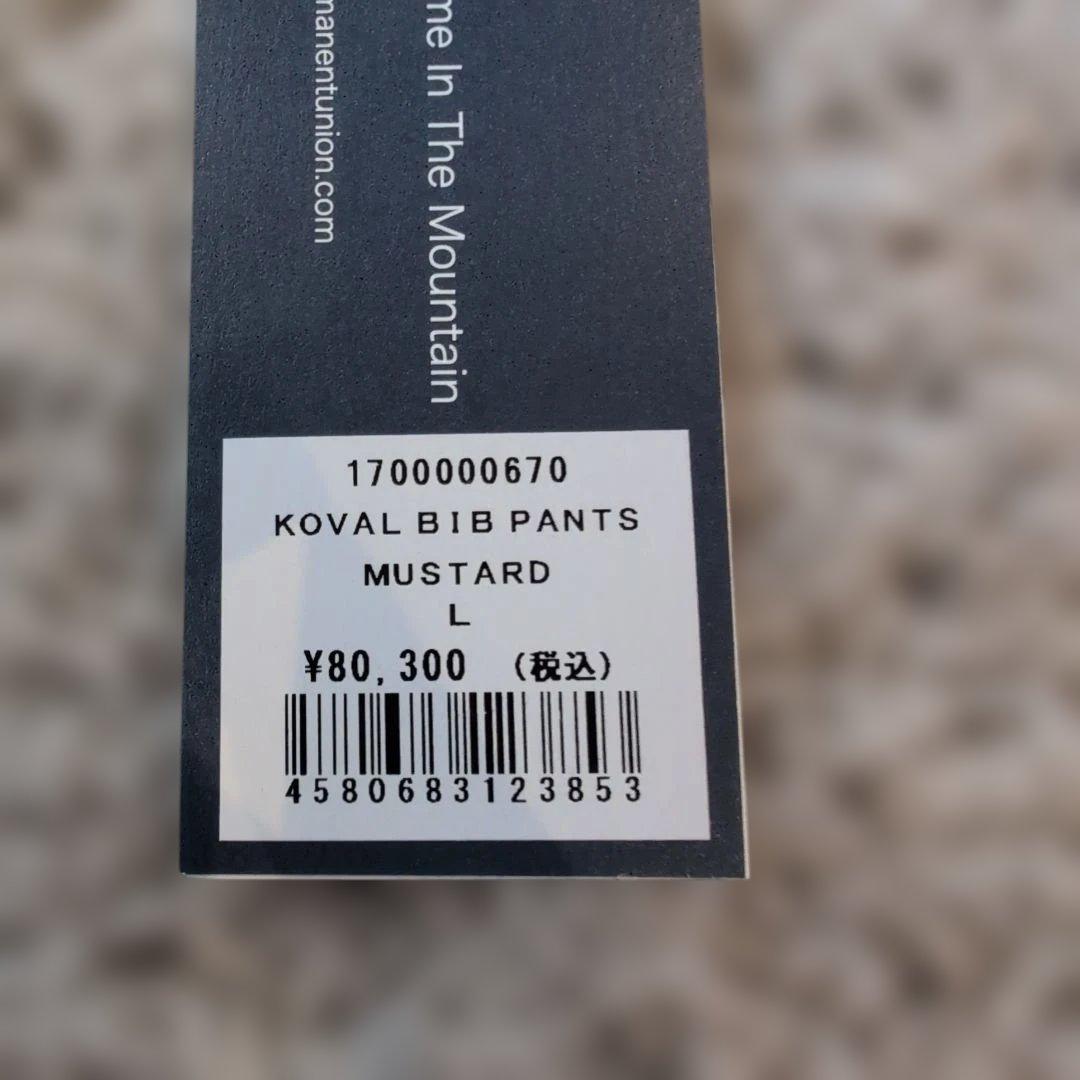 me In The Mountain
manentunion.com
1700000670
KOVAL BIB PANTS
MUSTARD
L
¥80,300 (税込)
4580683123853